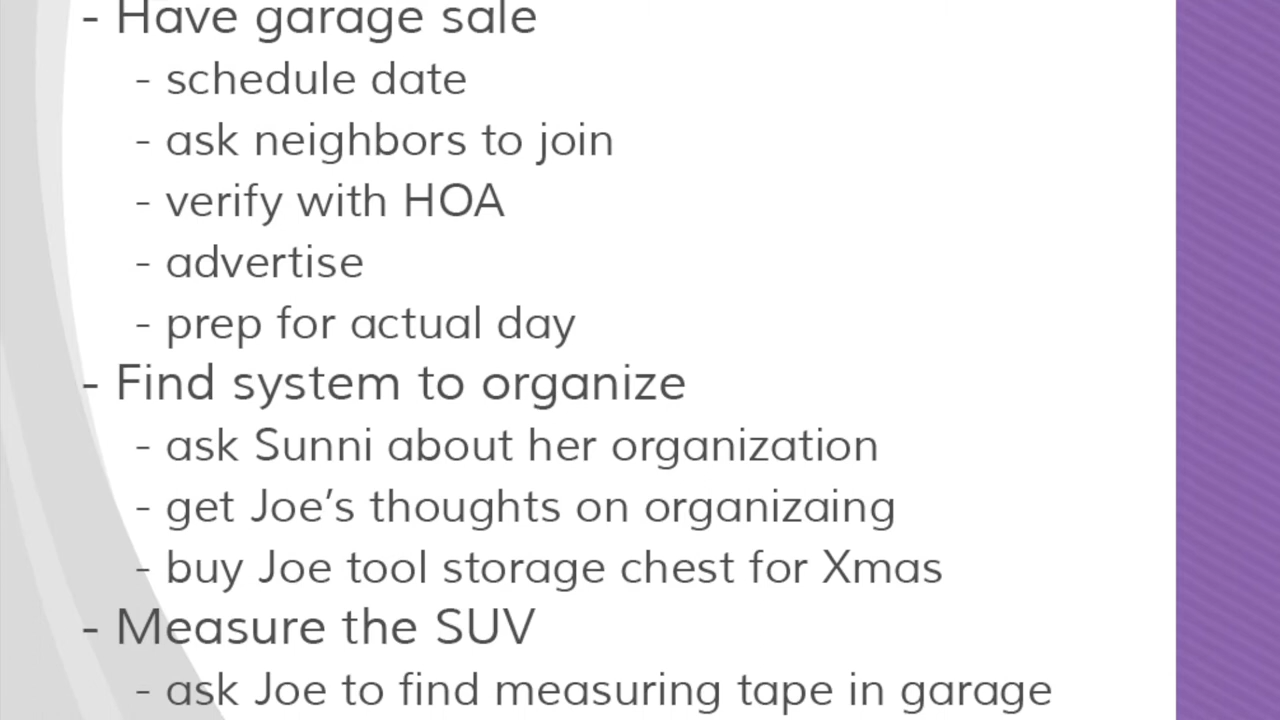 - Have garage sale
- schedule date
- ask neighbors to join
- verify with HOA
- advertise
- prep for actual day
- Find system to organize
- ask Sunni about her organization
- get Joe’s thoughts on organizaing
- buy Joe tool storage chest for Xmas
- Measure the SUV
- ask Joe to find measuring tape in garage